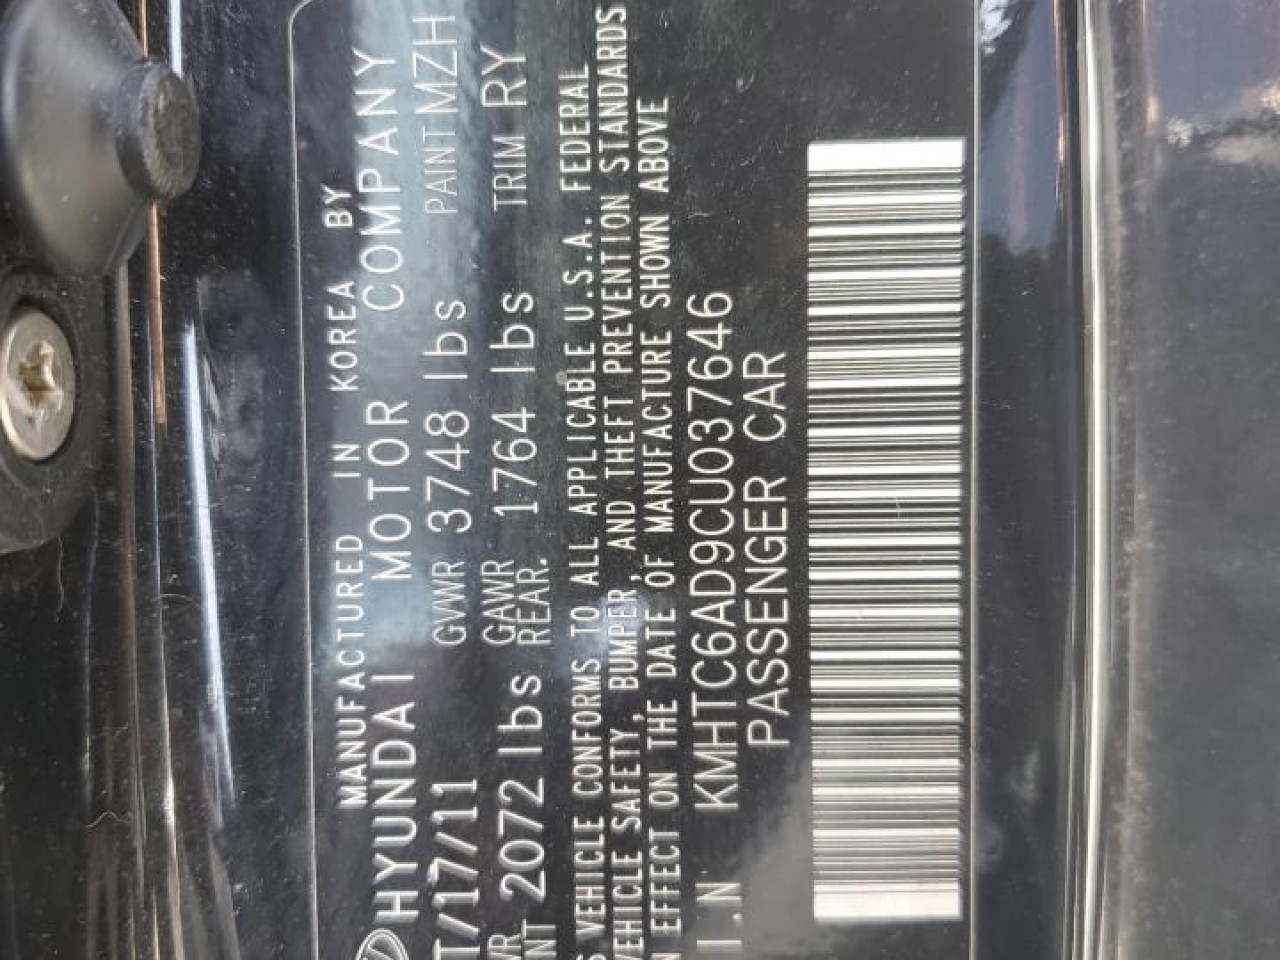 MANUFACTURED IN KOREA BY
HYUNDAI MOTOR COMPANY
/17/11 GVWR 3748 lbs PAINT MZH
GAWR TRIM RY
2072 lbs REAR. 1764 lbs
VEHICLE CONFORMS TO ALL APPLICABLE U.S.A. FEDERAL
VEHICLE SAFETY, BUMPER, AND THEFT PREVENTION STANDARDS
EFFECT ON THE DATE OF MANUFACTURE SHOWN ABOVE
I.N KMHTC6AD9CU037646
PASSENGER CAR